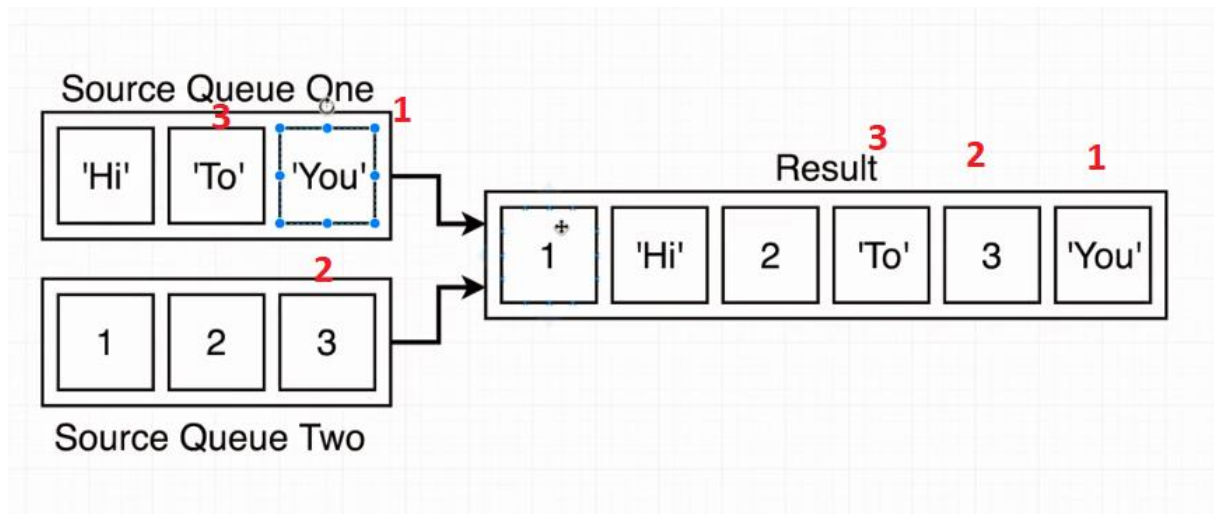 Source Queue One
3
1
'Hi' 'To' 'You'
2
1 2 3
Source Queue Two
3 2 1
Result
1 'Hi' 2 'To' 3 'You'